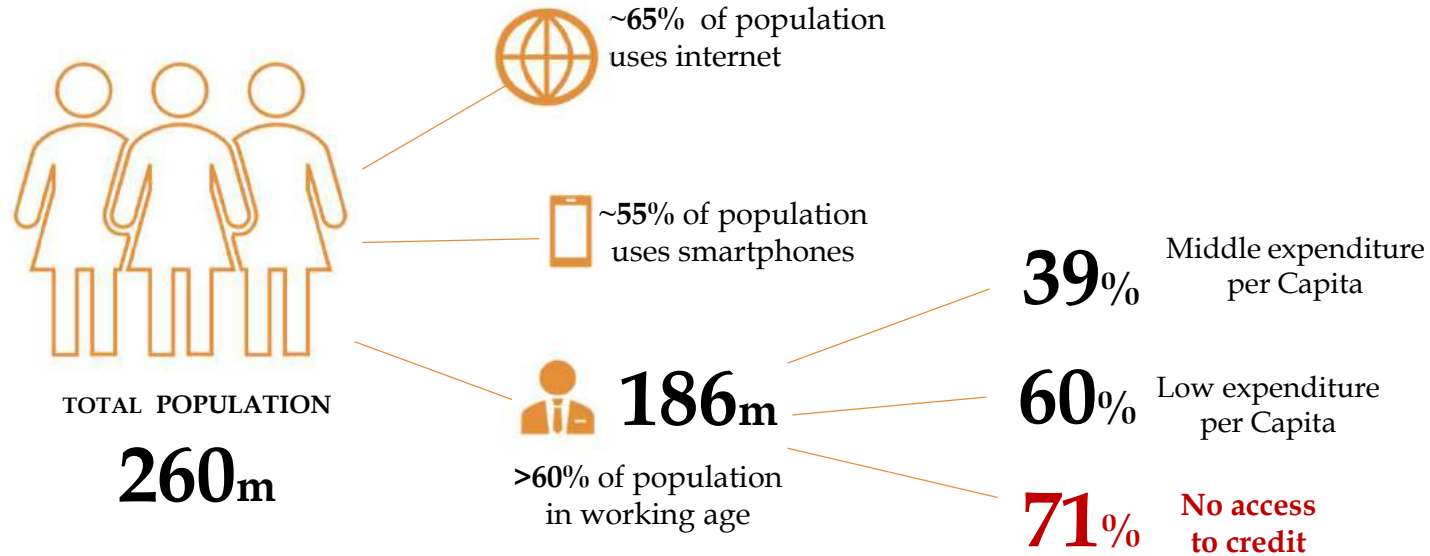 ~65% of population
uses internet
~55% of population
uses smartphones
TOTAL POPULATION
260m
186m
>60% of population
in working age
39%
Middle expenditure
per Capita
60%
Low expenditure
per Capita
71%
No access
to credit